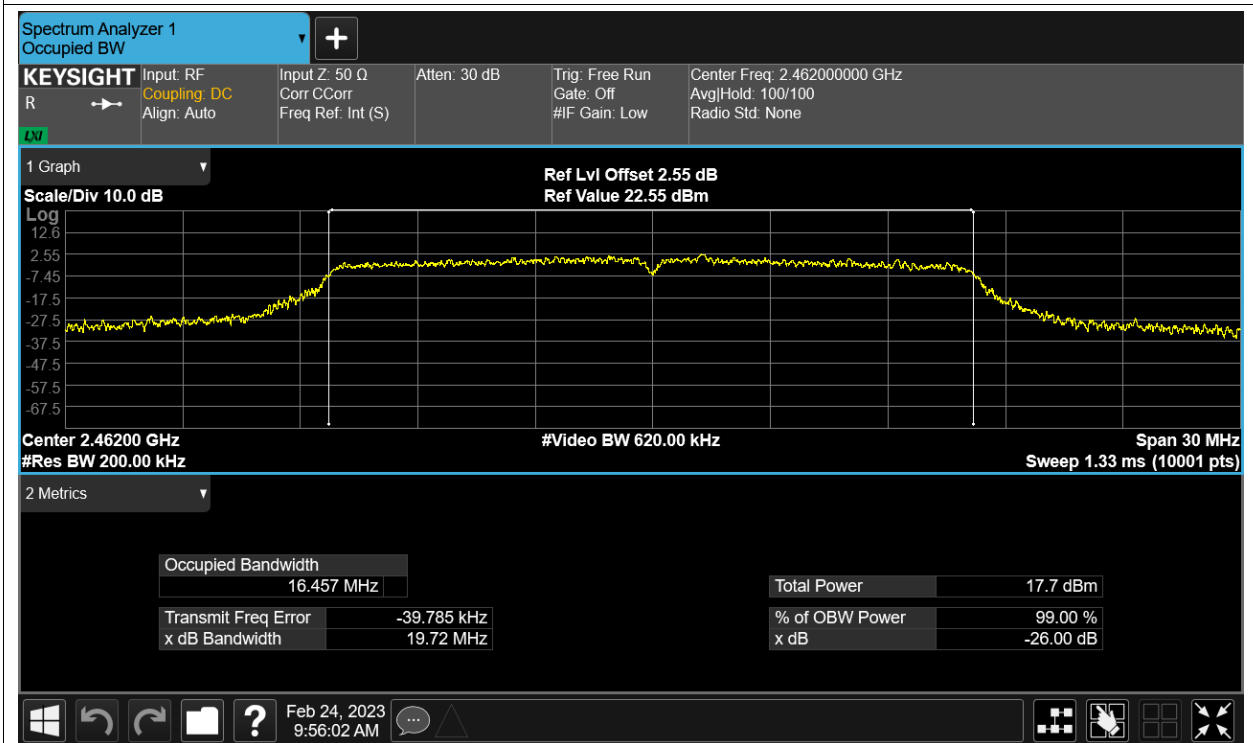 Spectrum Analyzer 1
Occupied BW
KEYSIGHT
R
LXI
Input: RF
Coupling: DC
Align: Auto
Input Z: 50 Ω
Corr CCorr
Freq Ref: Int (S)
Atten: 30 dB
Trig: Free Run
Gate: Off
#IF Gain: Low
Center Freq: 2.462000000 GHz
Avg|Hold: 100/100
Radio Std: None
1 Graph
Scale/Div 10.0 dB
Ref Lvl Offset 2.55 dB
Ref Value 22.55 dBm
Log
12.6
2.55
-7.45
-17.5
-27.5
-37.5
-47.5
-57.5
-67.5
Center 2.46200 GHz
#Video BW 620.00 kHz
Span 30 MHz
#Res BW 200.00 kHz
Sweep 1.33 ms (10001 pts)
2 Metrics
Occupied Bandwidth
16.457 MHz
Total Power 17.7 dBm
Transmit Freq Error -39.785 kHz
% of OBW Power 99.00 %
x dB Bandwidth 19.72 MHz
x dB -26.00 dB
?
Feb 24, 2023
9:56:02 AM